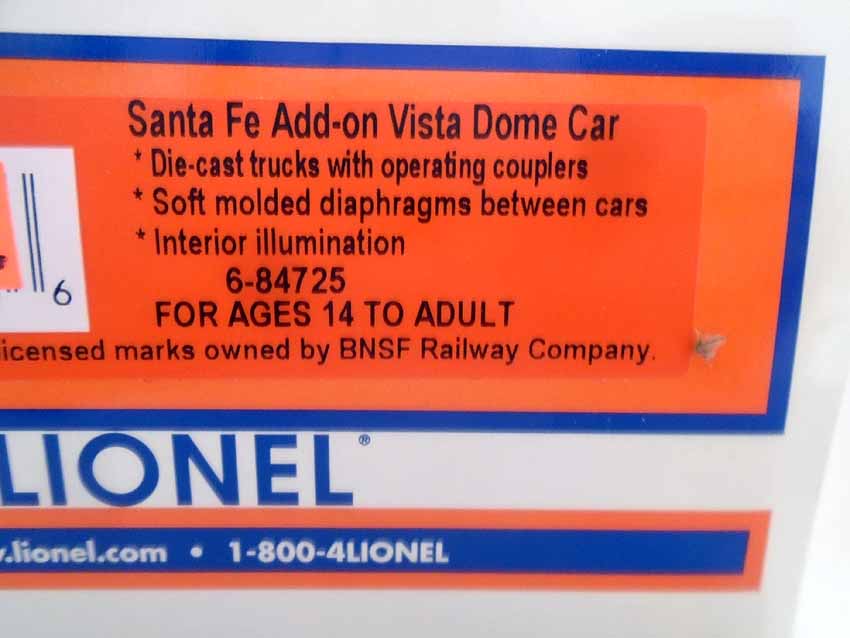 Santa Fe Add-on Vista Dome Car
* Die-cast trucks with operating couplers
* Soft molded diaphragms between cars
* Interior illumination
6
6-84725
FOR AGES 14 TO ADULT
icensed marks owned by BNSF Railway Company.
LIONEL®
.lionel.com • 1-800-4LIONEL